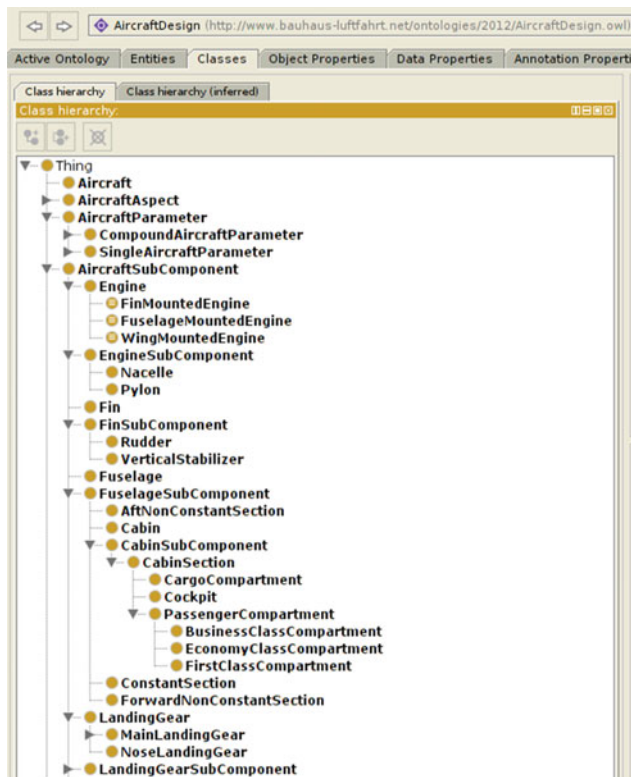 AircraftDesign (http://www.bauhaus-luftfahrt.net/ontologies/2012/AircraftDesign.owl)
Active Ontology Entities Classes Object Properties Data Properties Annotation Properti
Class hierarchy Class hierarchy (inferred)
Class hierarchy:
Thing
Aircraft
AircraftAspect
AircraftParameter
CompoundAircraftParameter
SingleAircraftParameter
AircraftSubComponent
Engine
FinMountedEngine
FuselageMountedEngine
WingMountedEngine
EngineSubComponent
Nacelle
Pylon
Fin
FinSubComponent
Rudder
VerticalStabilizer
Fuselage
FuselageSubComponent
AftNonConstantSection
Cabin
CabinSubComponent
CabinSection
CargoCompartment
Cockpit
PassengerCompartment
BusinessClassCompartment
EconomyClassCompartment
FirstClassCompartment
ConstantSection
ForwardNonConstantSection
LandingGear
MainLandingGear
NoseLandingGear
LandingGearSubComponent